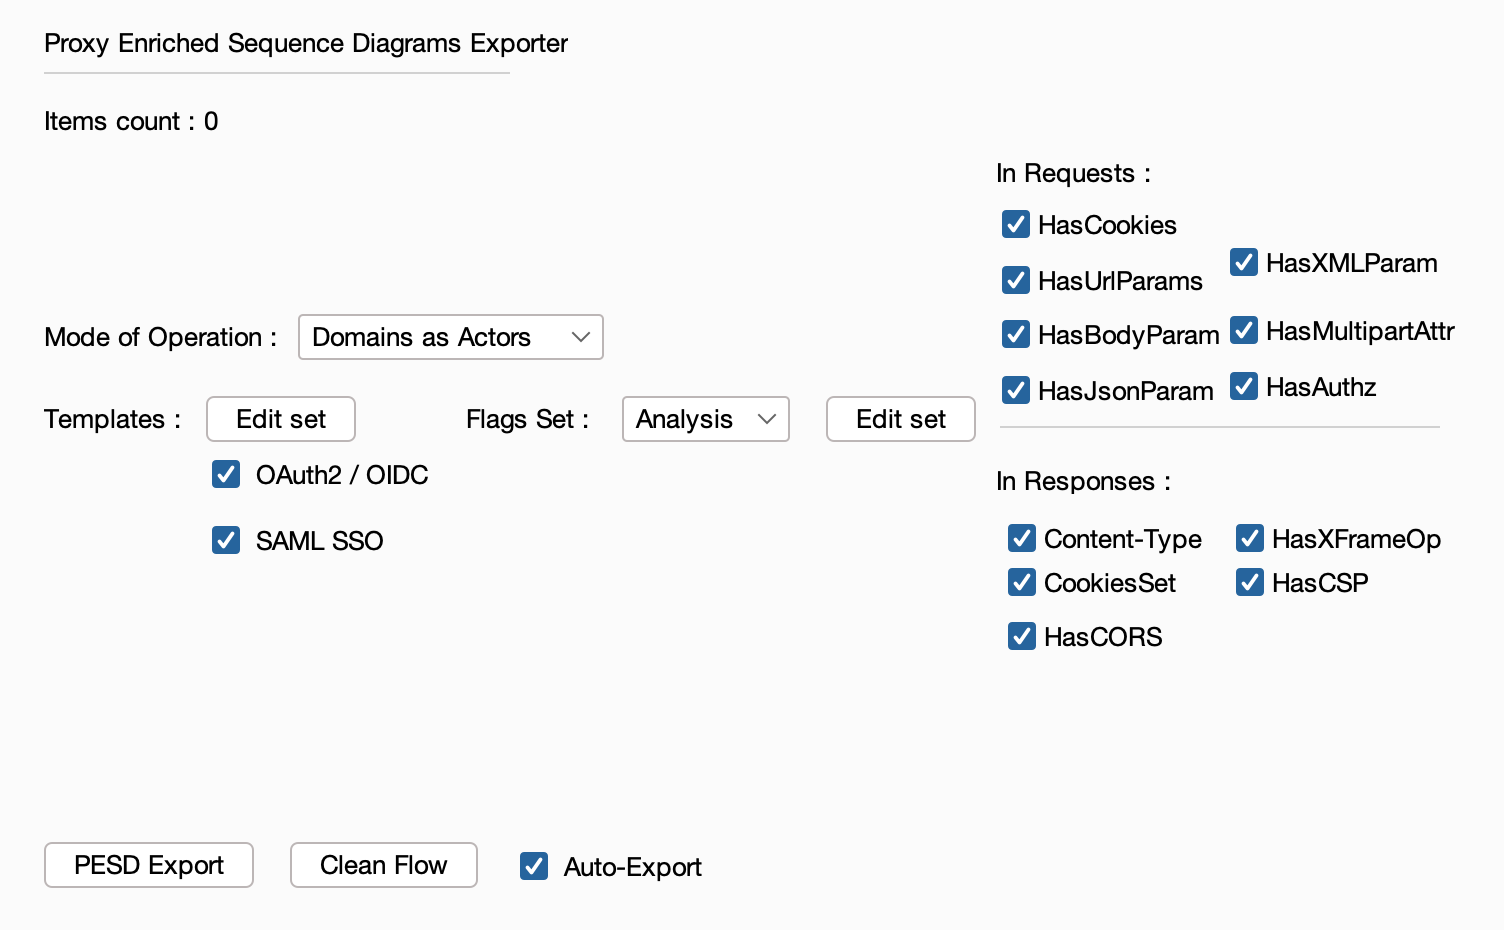 Proxy Enriched Sequence Diagrams Exporter
Items count : 0
Mode of Operation : Domains as Actors
Templates : Edit set
OAuth2 / OIDC
SAML SSO
Flags Set : Analysis Edit set
In Requests :
HasCookies
HasUrlParams
HasBodyParam
HasJsonParam
HasXMLParam
HasMultipartAttr
HasAuthz
In Responses :
Content-Type
CookiesSet
HasCORS
HasXFrameOp
HasCSP
PESD Export Clean Flow Auto-Export